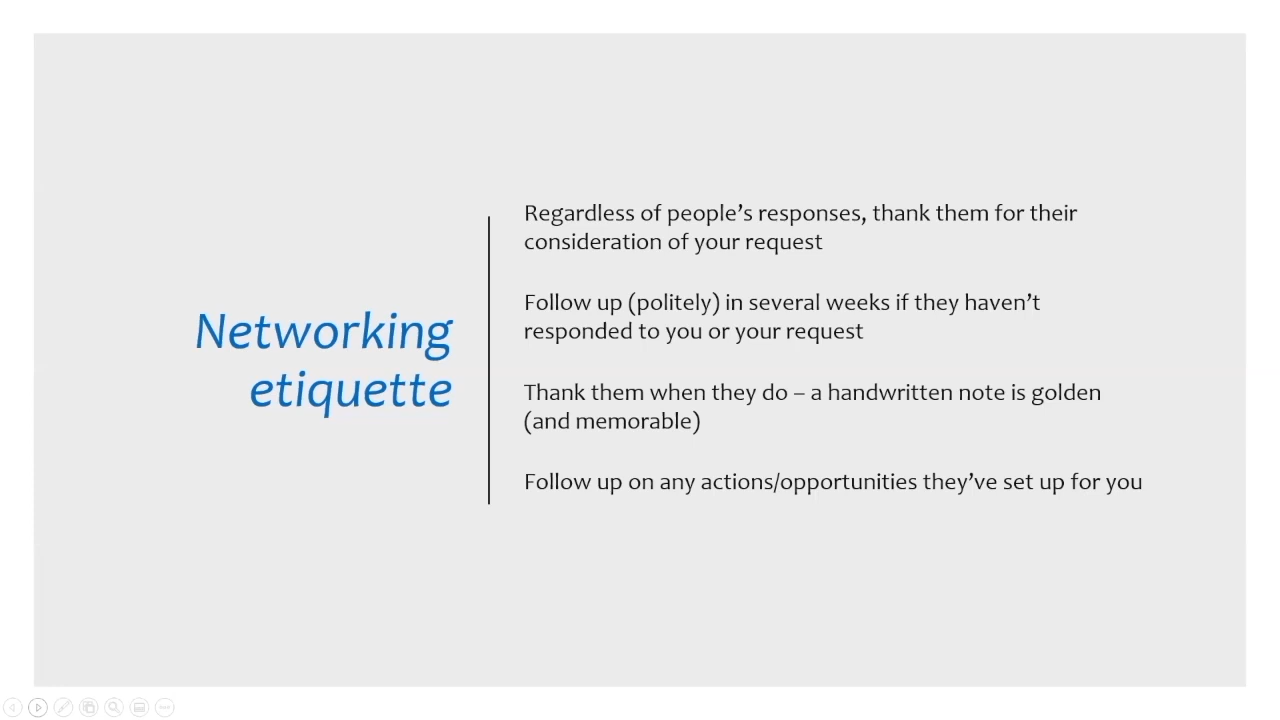 Networking
etiquette
Regardless of people’s responses, thank them for their
consideration of your request
Follow up (politely) in several weeks if they haven’t
responded to you or your request
Thank them when they do – a handwritten note is golden
(and memorable)
Follow up on any actions/opportunities they’ve set up for you